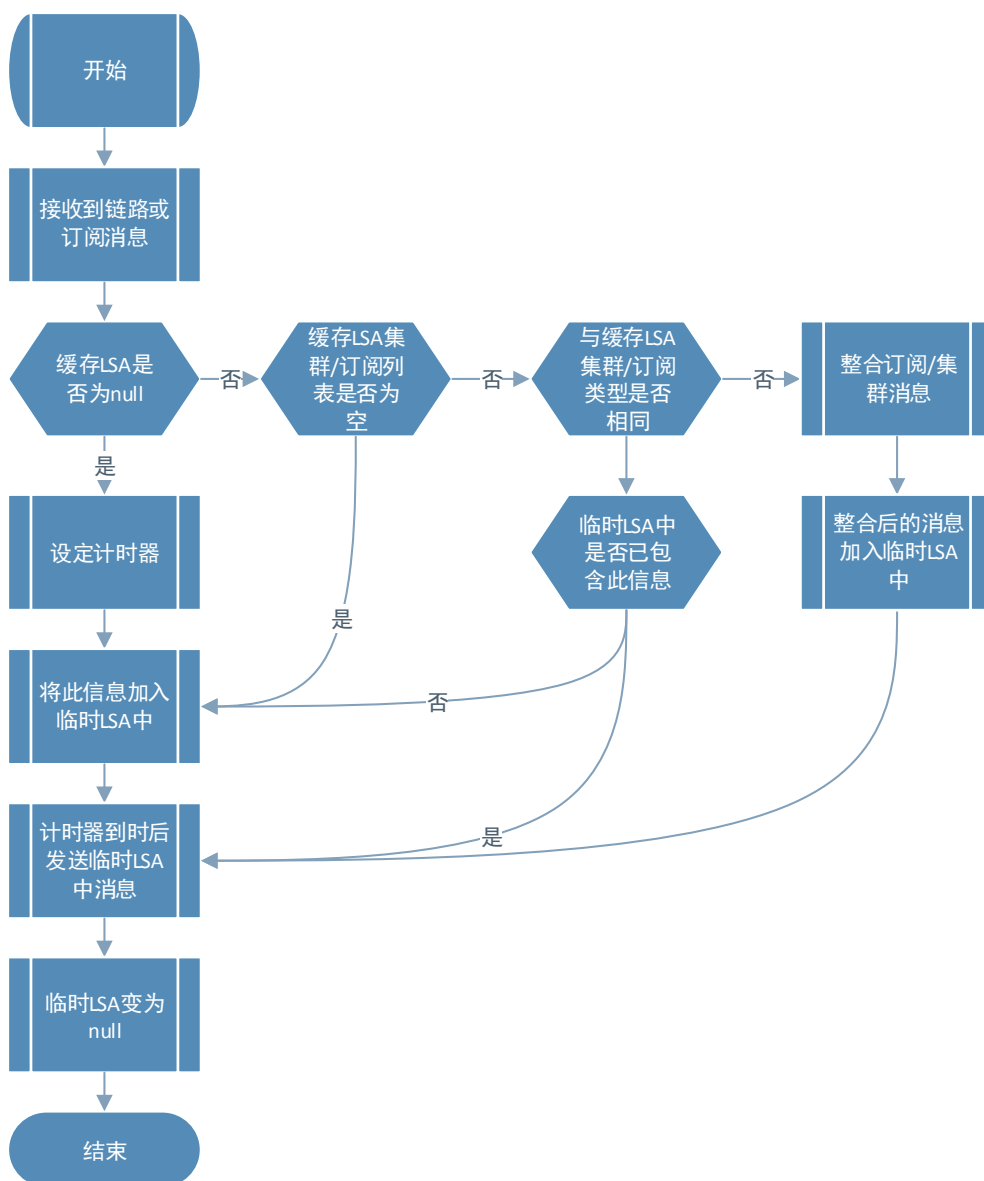 开始
接收到链路或
订阅消息
缓存LSA是
否为null
否
缓存LSA集
群/订阅列
表是否为
空
否
与缓存LSA
集群/订阅
类型是否
相同
否
整合订阅/集
群消息
是
设定计时器
临时LSA中
是否已包
含此信息
整合后的消息
加入临时LSA
中
是
将此信息加入
临时LSA中
否
计时器到时后
发送临时LSA
中消息
是
临时LSA变为
null
结束